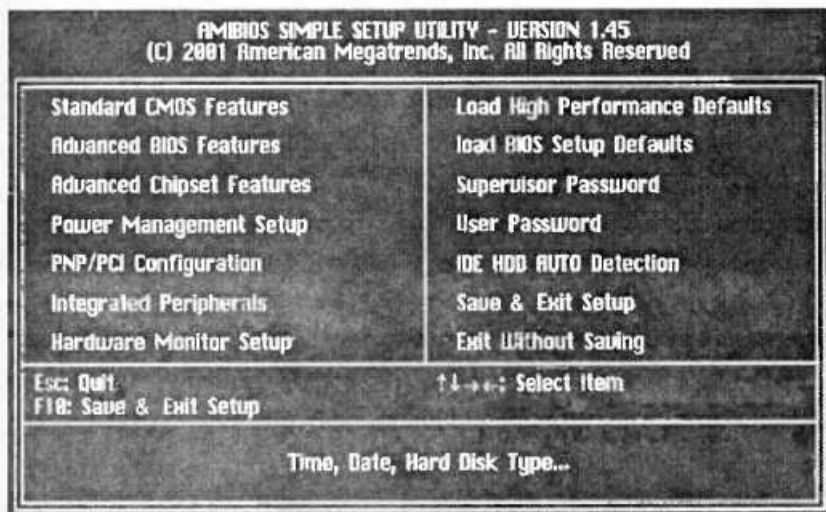 AMIBIOS SIMPLE SETUP UTILITY - VERSION 1.45
(C) 2001 American Megatrends, Inc. All Rights Reserved
Standard CMOS Features
Advanced BIOS Features
Advanced Chipset Features
Power Management Setup
PNP/PCI Configuration
Integrated Peripherals
Hardware Monitor Setup
Load High Performance Defaults
load BIOS Setup Defaults
Supervisor Password
User Password
IDE HDD AUTO Detection
Save & Exit Setup
Exit Without Saving
Esc: Quit
F10: Save & Exit Setup
↑↓→←: Select Item
Time, Date, Hard Disk Type...